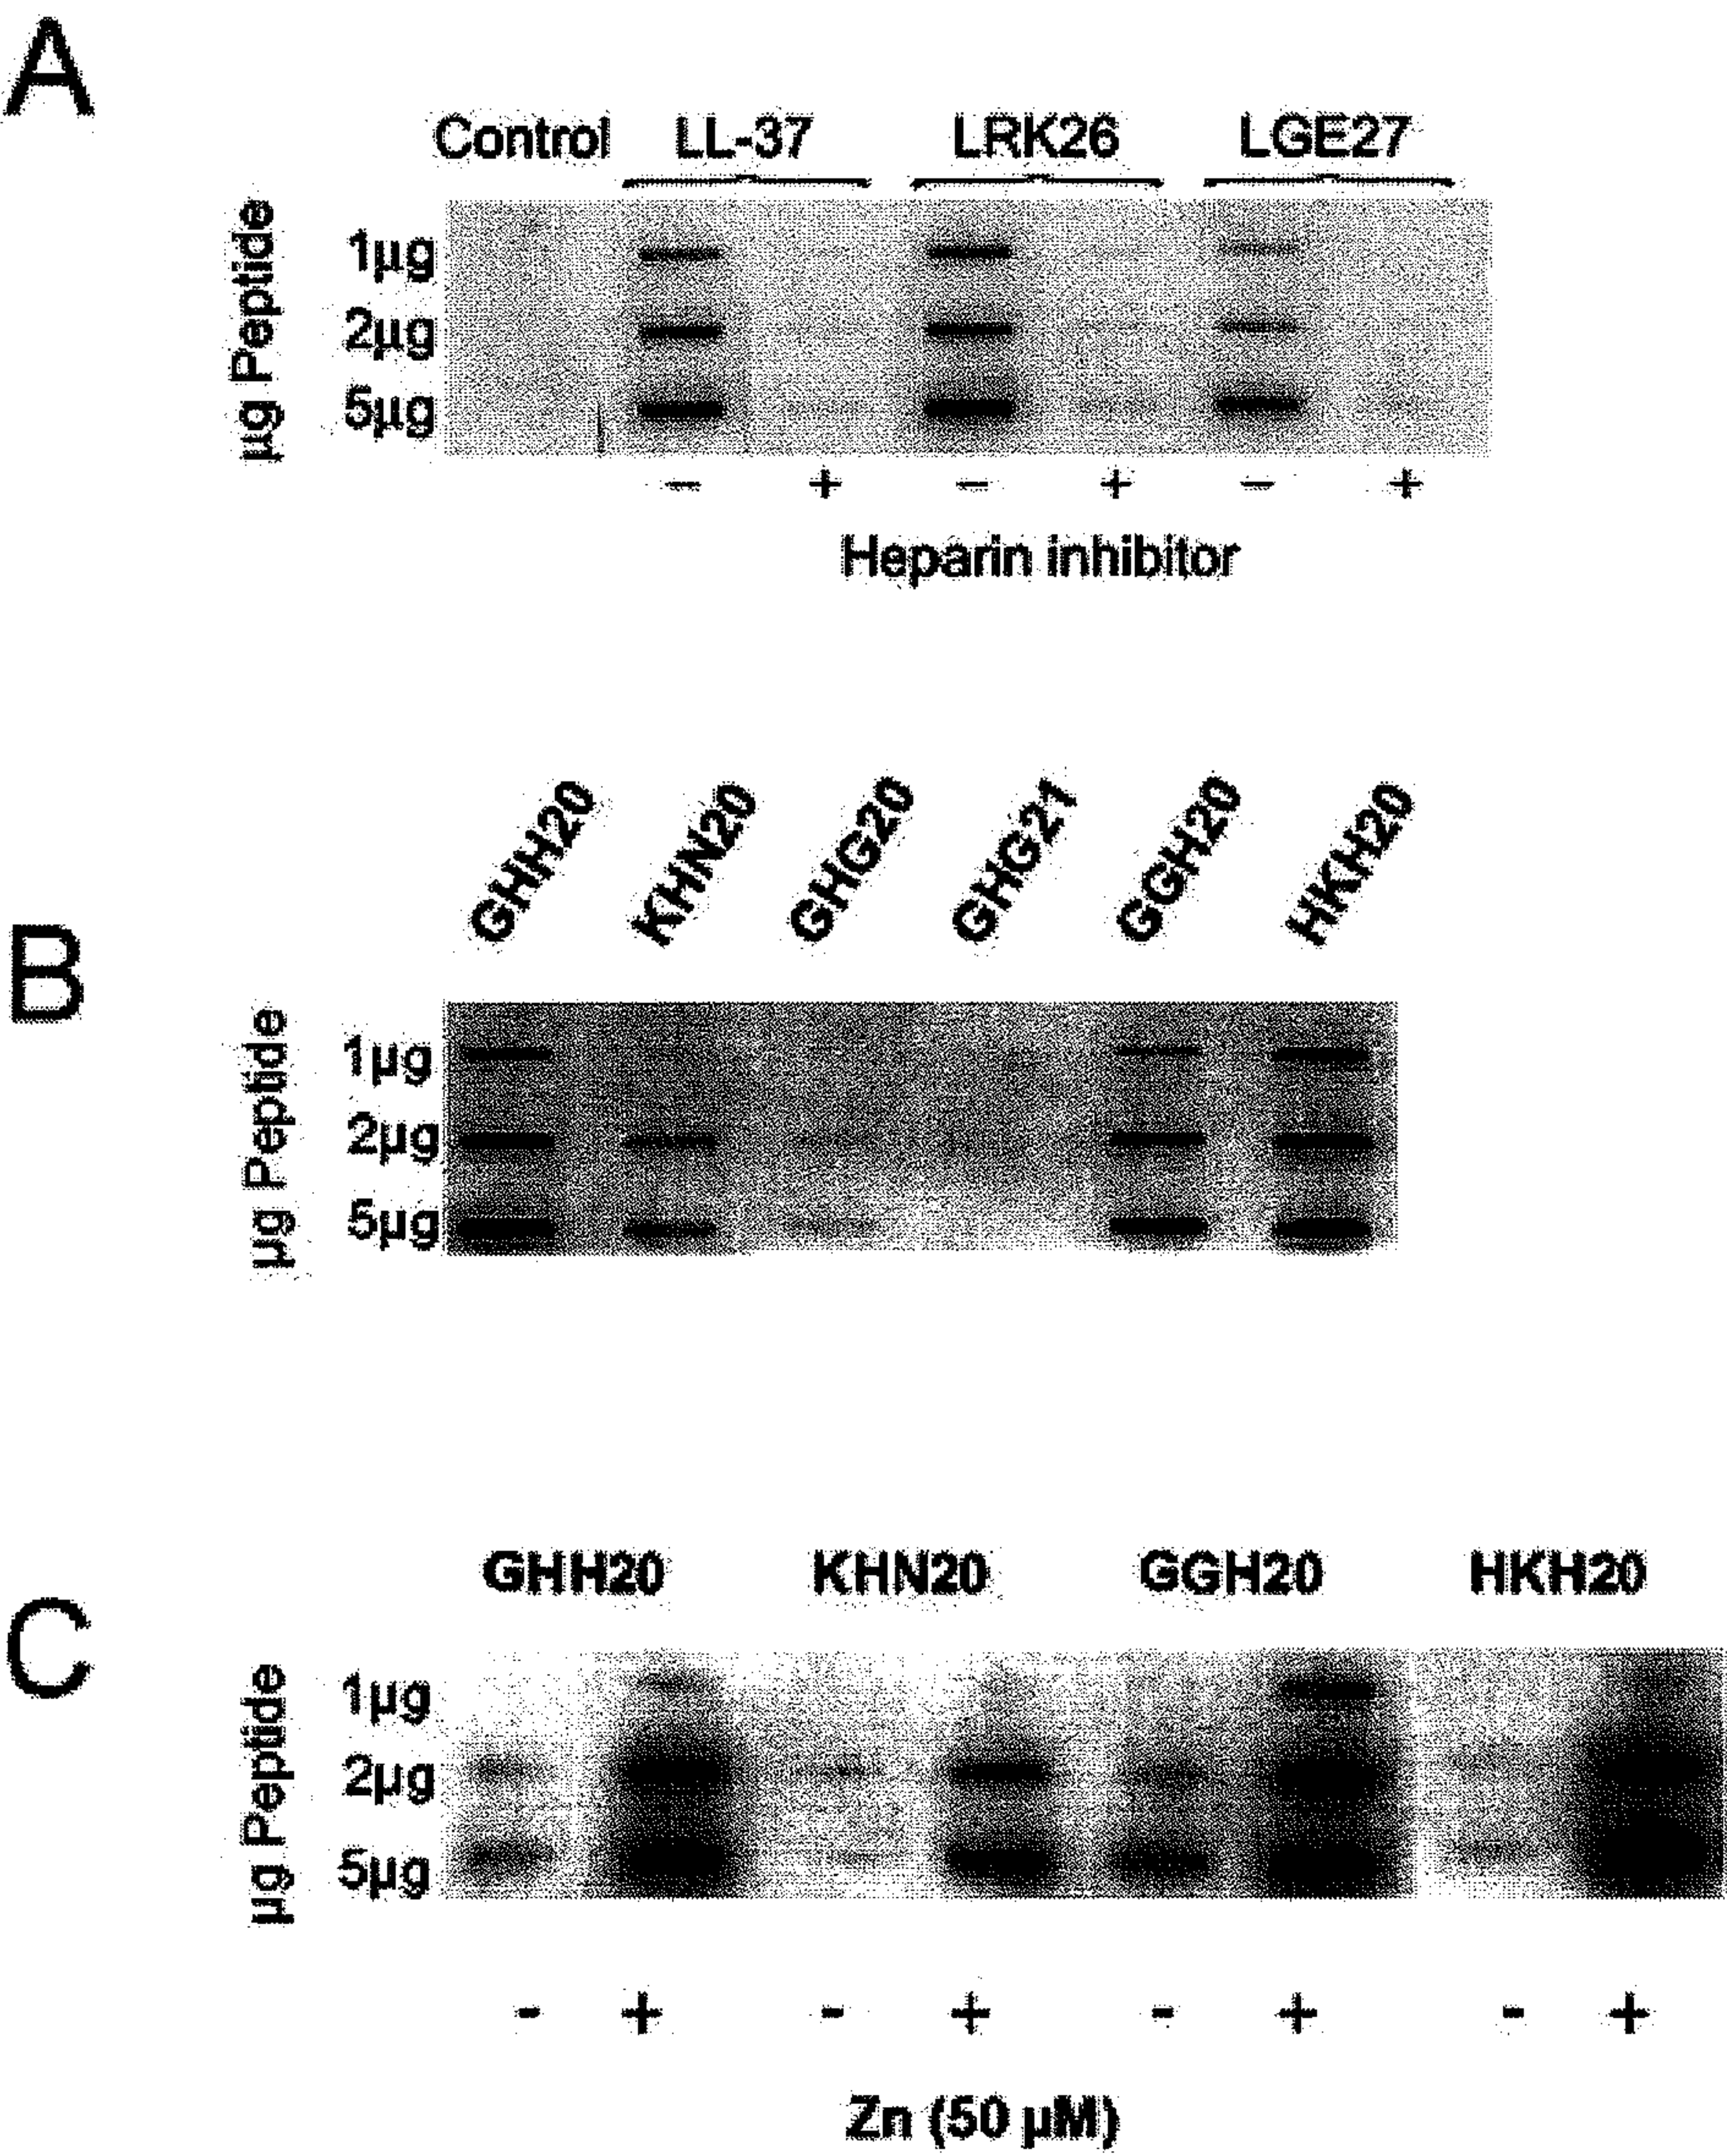 A
Control LL-37 LRK26 LGE27
µg Peptide
1µg
2µg
5µg
– + – + – +
Heparin inhibitor
B
GHH20 KHN20 GHG20 GHG21 GGH20 HKH20
µg Peptide
1µg
2µg
5µg
C
GHH20 KHN20 GGH20 HKH20
µg Peptide
1µg
2µg
5µg
- + - + - + - +
Zn (50 µM)